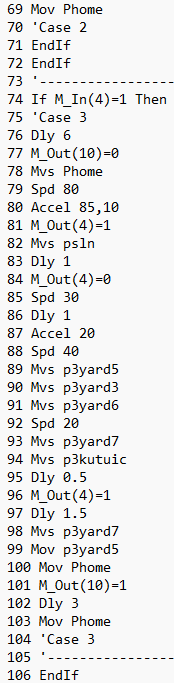 69 Mov Phome
70 'Case 2
71 EndIf
72 EndIf
73 '-----------------
74 If M_In(4)=1 Then
75 'Case 3
76 Dly 6
77 M_Out(10)=0
78 Mvs Phome
79 Spd 80
80 Accel 85,10
81 M_Out(4)=1
82 Mvs psln
83 Dly 1
84 M_Out(4)=0
85 Spd 30
86 Dly 1
87 Accel 20
88 Spd 40
89 Mvs p3yard5
90 Mvs p3yard3
91 Mvs p3yard6
92 Spd 20
93 Mvs p3yard7
94 Mvs p3kutuic
95 Dly 0.5
96 M_Out(4)=1
97 Dly 1.5
98 Mvs p3yard7
99 Mov p3yard5
100 Mov Phome
101 M_Out(10)=1
102 Dly 3
103 Mov Phome
104 'Case 3
105 '----------------
106 EndIf